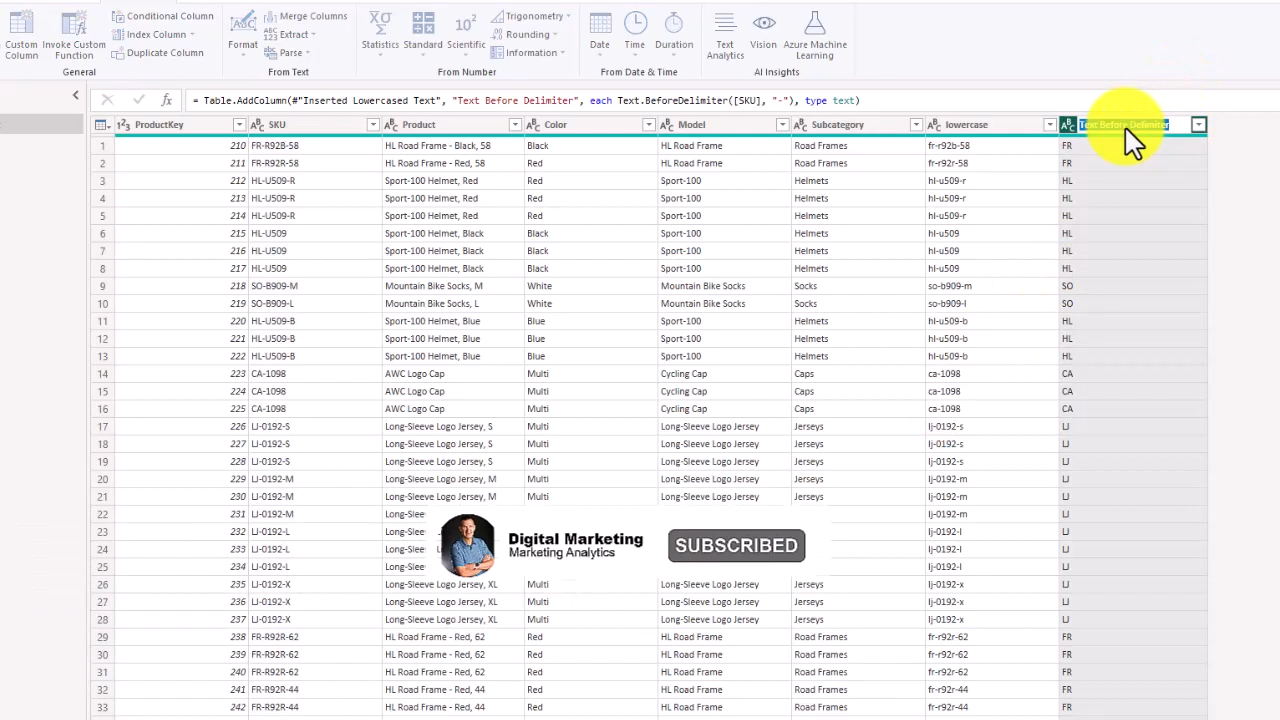 Conditional Column Merge Columns XΣ 10² Trigonometry
Index Column ABC Extract Rounding
Duplicate Column Parse Information
Custom Column Invoke Custom Function Format Statistics Standard Scientific Date Time Duration Text Analytics Vision Azure Machine Learning
General From Text From Number From Date & Time AI Insights
fx = Table.AddColumn(#"Inserted Lowercased Text", "Text Before Delimiter", each Text.BeforeDelimiter([SKU], "-"), type text)
ProductKey SKU Product Color Model Subcategory lowercase Text Before Delimiter
1 210 FR-R92B-58 HL Road Frame - Black, 58 Black HL Road Frame Road Frames fr-r92b-58 FR
2 211 FR-R92R-58 HL Road Frame - Red, 58 Red HL Road Frame Road Frames fr-r92r-58 FR
3 212 HL-U509-R Sport-100 Helmet, Red Red Sport-100 Helmets hl-u509-r HL
4 213 HL-U509-R Sport-100 Helmet, Red Red Sport-100 Helmets hl-u509-r HL
5 214 HL-U509-R Sport-100 Helmet, Red Red Sport-100 Helmets hl-u509-r HL
6 215 HL-U509 Sport-100 Helmet, Black Black Sport-100 Helmets hl-u509 HL
7 216 HL-U509 Sport-100 Helmet, Black Black Sport-100 Helmets hl-u509 HL
8 217 HL-U509 Sport-100 Helmet, Black Black Sport-100 Helmets hl-u509 HL
9 218 SO-B909-M Mountain Bike Socks, M White Mountain Bike Socks Socks so-b909-m SO
10 219 SO-B909-L Mountain Bike Socks, L White Mountain Bike Socks Socks so-b909-l SO
11 220 HL-U509-B Sport-100 Helmet, Blue Blue Sport-100 Helmets hl-u509-b HL
12 221 HL-U509-B Sport-100 Helmet, Blue Blue Sport-100 Helmets hl-u509-b HL
13 222 HL-U509-B Sport-100 Helmet, Blue Blue Sport-100 Helmets hl-u509-b HL
14 223 CA-1098 AWC Logo Cap Multi Cycling Cap Caps ca-1098 CA
15 224 CA-1098 AWC Logo Cap Multi Cycling Cap Caps ca-1098 CA
16 225 CA-1098 AWC Logo Cap Multi Cycling Cap Caps ca-1098 CA
17 226 LJ-0192-S Long-Sleeve Logo Jersey, S Multi Long-Sleeve Logo Jersey Jerseys lj-0192-s LJ
18 227 LJ-0192-S Long-Sleeve Logo Jersey, S Multi Long-Sleeve Logo Jersey Jerseys lj-0192-s LJ
19 228 LJ-0192-S Long-Sleeve Logo Jersey, S Multi Long-Sleeve Logo Jersey Jerseys lj-0192-s LJ
20 229 LJ-0192-M Long-Sleeve Logo Jersey, M Multi Long-Sleeve Logo Jersey Jerseys lj-0192-m LJ
21 230 LJ-0192-M Long-Sleeve Logo Jersey, M Multi Long-Sleeve Logo Jersey Jerseys lj-0192-m LJ
22 231 LJ-0192-M Long-Slee lj-0192-m LJ
23 232 LJ-0192-L Long-Slee lj-0192-l LJ
24 233 LJ-0192-L Long-Slee lj-0192-l LJ
25 234 LJ-0192-L Long-Slee lj-0192-l LJ
Digital Marketing
Marketing Analytics
SUBSCRIBED
26 235 LJ-0192-X Long-Sleeve Logo Jersey, XL Multi Long-Sleeve Logo Jersey Jerseys lj-0192-x LJ
27 236 LJ-0192-X Long-Sleeve Logo Jersey, XL Multi Long-Sleeve Logo Jersey Jerseys lj-0192-x LJ
28 237 LJ-0192-X Long-Sleeve Logo Jersey, XL Multi Long-Sleeve Logo Jersey Jerseys lj-0192-x LJ
29 238 FR-R92R-62 HL Road Frame - Red, 62 Red HL Road Frame Road Frames fr-r92r-62 FR
30 239 FR-R92R-62 HL Road Frame - Red, 62 Red HL Road Frame Road Frames fr-r92r-62 FR
31 240 FR-R92R-62 HL Road Frame - Red, 62 Red HL Road Frame Road Frames fr-r92r-62 FR
32 241 FR-R92R-44 HL Road Frame - Red, 44 Red HL Road Frame Road Frames fr-r92r-44 FR
33 242 FR-R92R-44 HL Road Frame - Red, 44 Red HL Road Frame Road Frames fr-r92r-44 FR